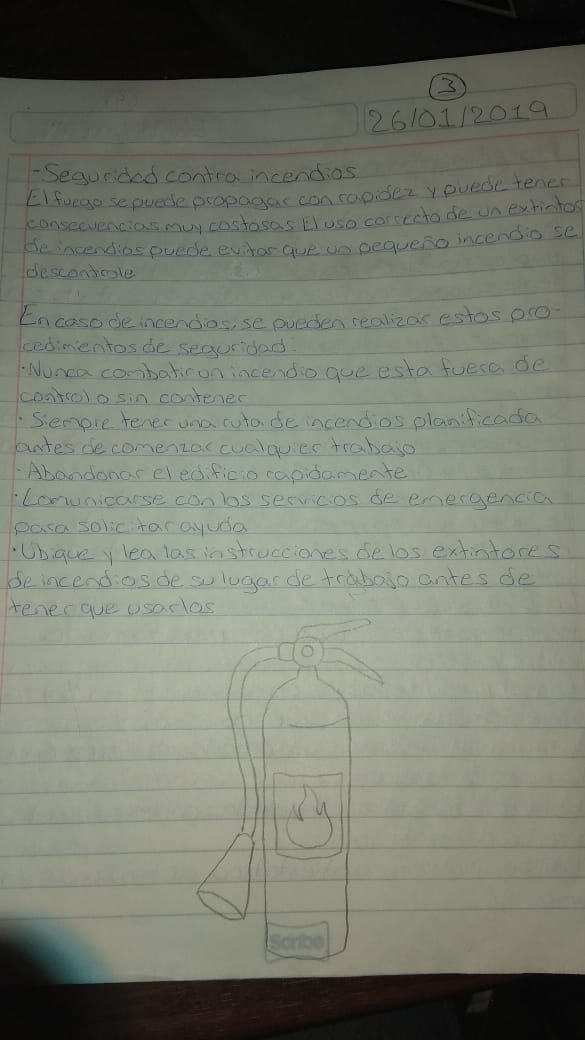 3
26/01/2019
-Seguridad contra incendios
El fuego se puede propagar con rapidez y puede tener
consecuencias muy costosas. El uso correcto de un extintor
de incendios puede evitar que un pequeño incendio se
descontrole
En caso de incendios, se pueden realizar estos pro-
cedimientos de seguridad:
·Nunca combatir un incendio que esta fuera de
control o sin contener
· Siempre tener una ruta de incendios planificada
antes de comenzar cualquier trabajo
·Abandonar el edificio rapidamente
·Comunicarse con los servicios de emergencia
para solicitar ayuda
·Ubique y lea las instrucciones de los extintores
de incendios de su lugar de trabajo antes de
tener que usarlos
Scribe